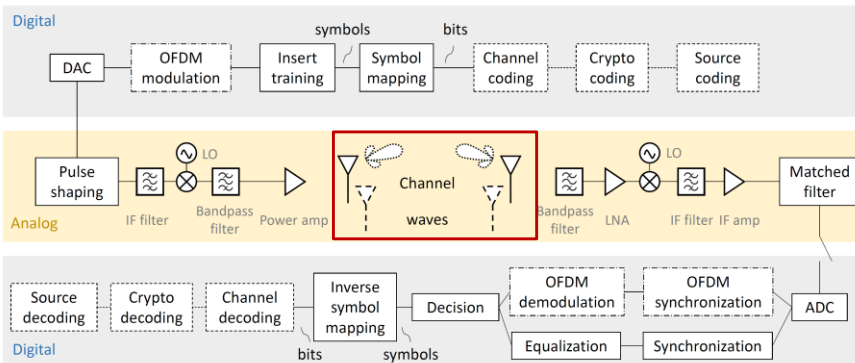 Digital
symbols
bits
DAC
OFDM
modulation
Insert
training
Symbol
mapping
Channel
coding
Crypto
coding
Source
coding
Pulse
shaping
IF filter
LO
Bandpass
filter
Power amp
Channel
waves
Bandpass
filter
LNA
LO
IF filter
IF amp
Matched
filter
Analog
Source
decoding
Crypto
decoding
Channel
decoding
Inverse
symbol
mapping
Decision
OFDM
demodulation
OFDM
synchronization
ADC
Equalization
Synchronization
bits
symbols
Digital